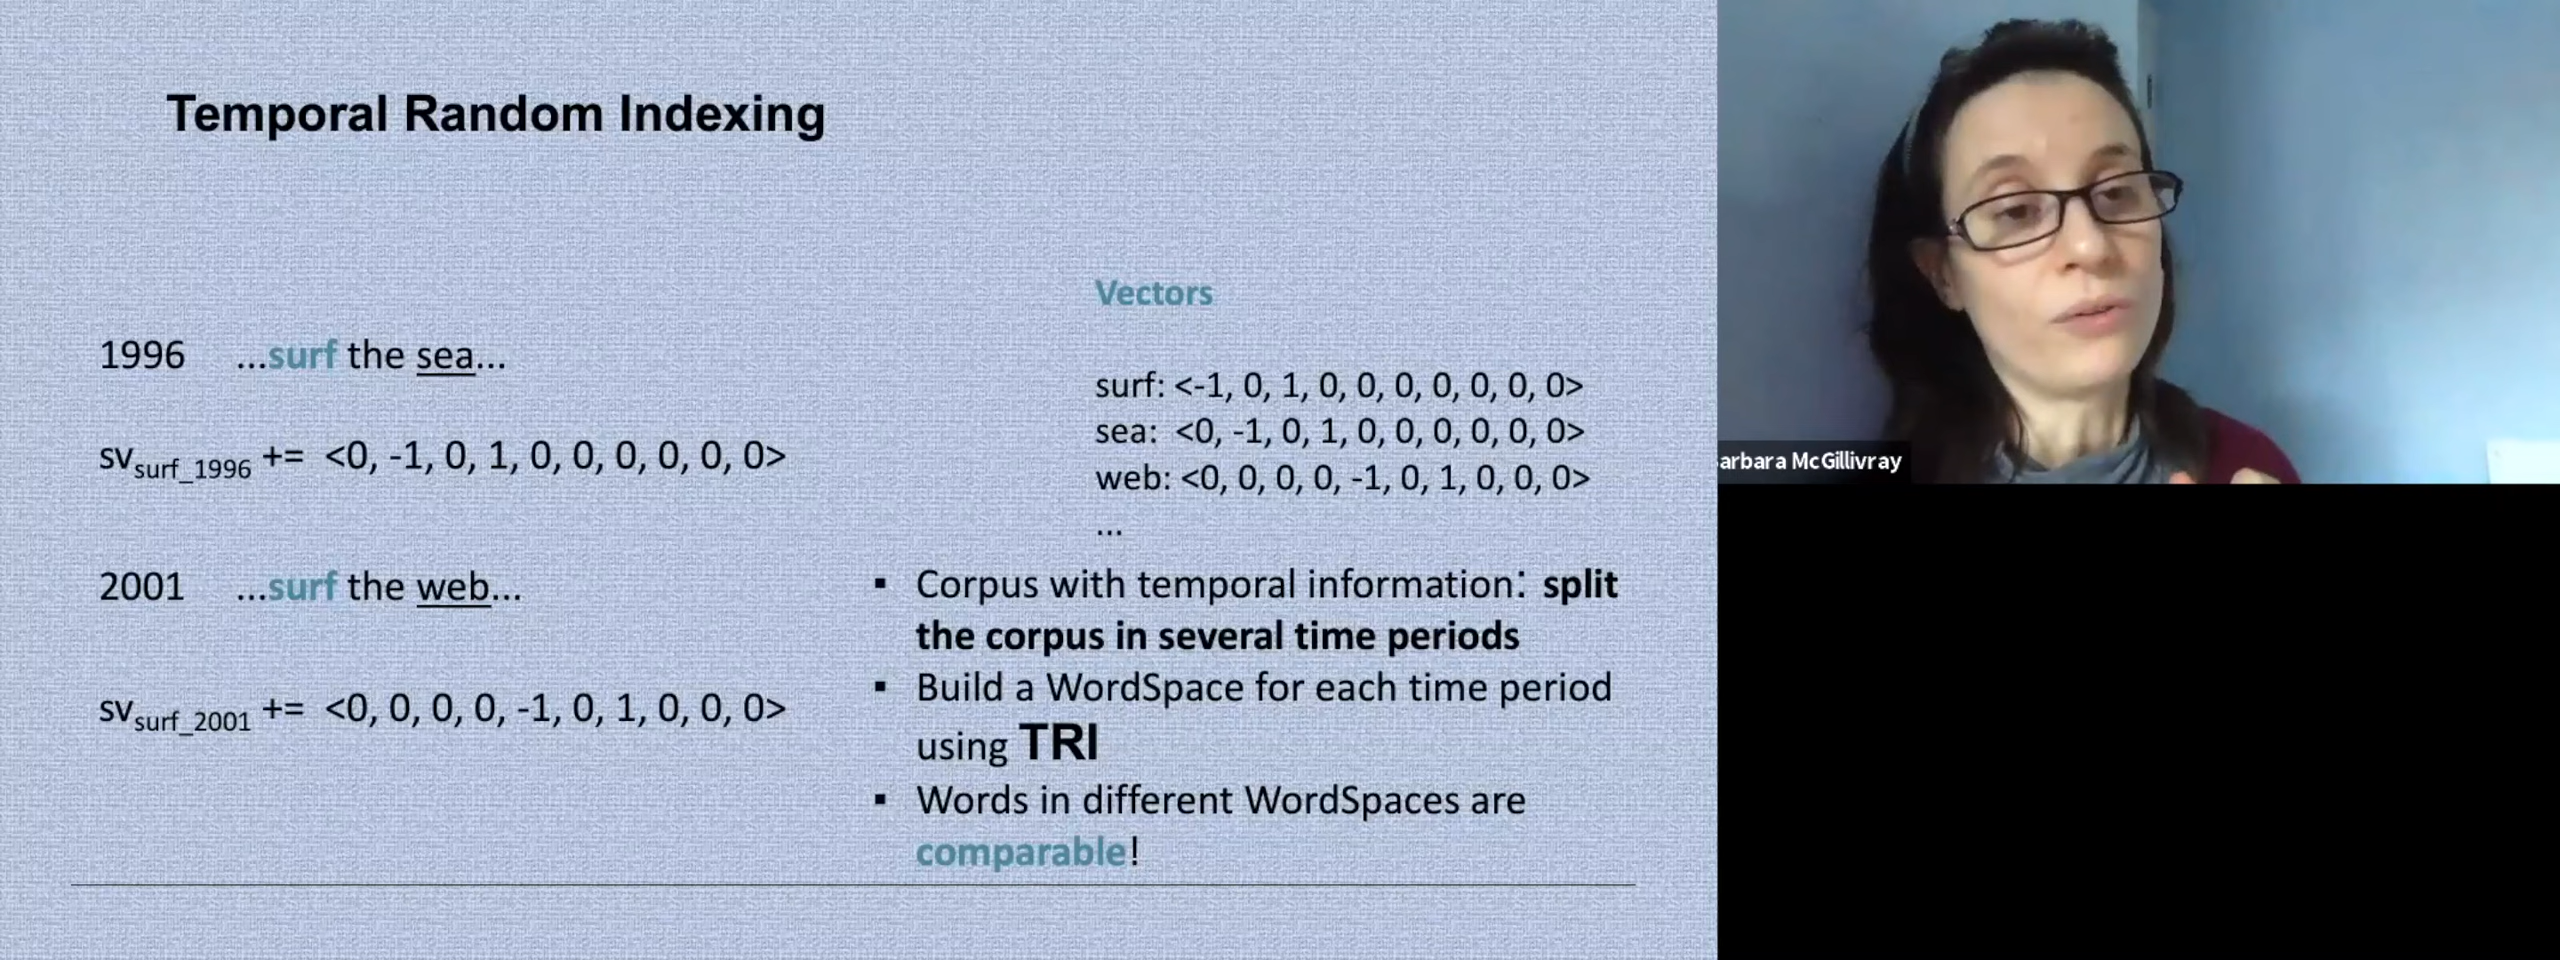 Temporal Random Indexing
1996 ...surf the sea...
sv surf_1996 += <0, -1, 0, 1, 0, 0, 0, 0, 0, 0>
2001 ...surf the web...
sv surf_2001 += <0, 0, 0, 0, -1, 0, 1, 0, 0, 0>
Vectors
surf: <-1, 0, 1, 0, 0, 0, 0, 0, 0, 0>
sea: <0, -1, 0, 1, 0, 0, 0, 0, 0, 0>
web: <0, 0, 0, 0, -1, 0, 1, 0, 0, 0>
...
▪ Corpus with temporal information: split
the corpus in several time periods
▪ Build a WordSpace for each time period
using TRI
▪ Words in different WordSpaces are
comparable!
arbara McGillivray